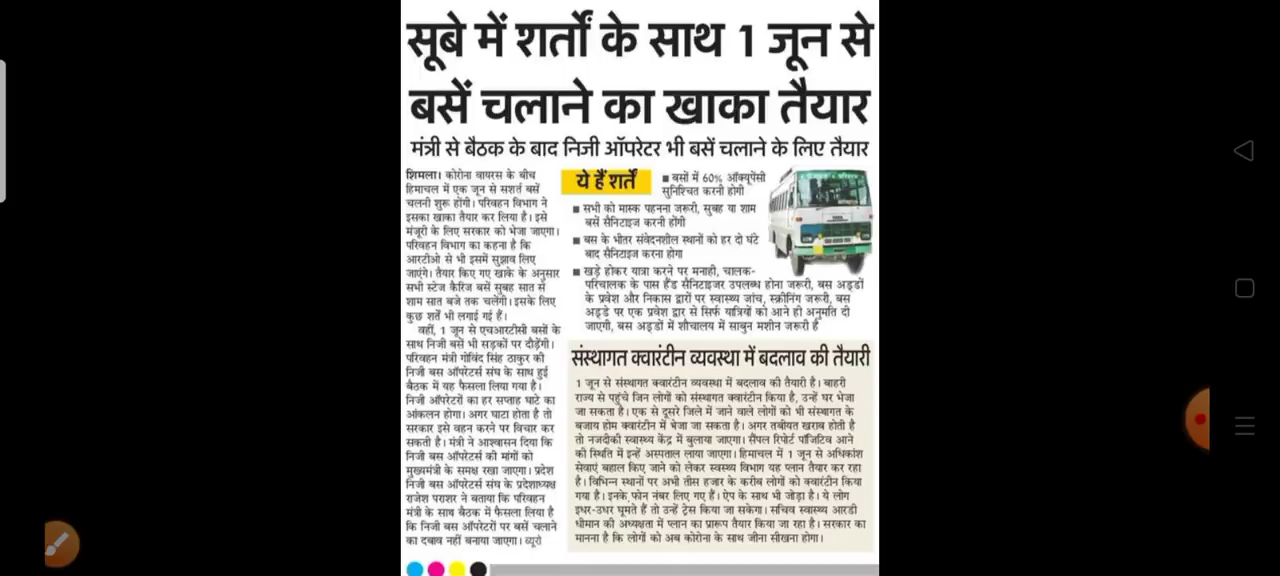 सूबे में शर्तों के साथ 1 जून से
बसें चलाने का खाका तैयार
मंत्री से बैठक के बाद निजी ऑपरेटर भी बसें चलाने के लिए तैयार
शिमला। कोरोना वायरस के बीच
हिमाचल में एक जून से सशर्त बसें
चलनी शुरू होंगी। परिवहन विभाग ने
इसका खाका तैयार कर लिया है। इसे
मंजूरी के लिए सरकार को भेजा जाएगा।
परिवहन विभाग का कहना है कि
आरटीओ से भी इसमें सुझाव लिए
जाएंगे। तैयार किए गए खाके के अनुसार
सभी स्टेज कैरिज बसें सुबह सात से
शाम सात बजे तक चलेंगी। इसके लिए
कुछ शर्तें भी लगाई गई हैं।
वहीं, 1 जून से एचआरटीसी बसों के
साथ निजी बसें भी सड़कों पर दौड़ेंगी।
परिवहन मंत्री गोविंद सिंह ठाकुर की
निजी बस ऑपरेटर्स संघ के साथ हुई
बैठक में यह फैसला लिया गया है।
निजी ऑपरेटरों का हर सप्ताह घाटे का
आंकलन होगा। अगर घाटा होता है तो
सरकार इसे वहन करने पर विचार कर
सकती है। मंत्री ने आश्वासन दिया कि
निजी बस ऑपरेटर्स की मांगों को
मुख्यमंत्री के समक्ष रखा जाएगा। प्रदेश
निजी बस ऑपरेटर्स संघ के प्रदेशाध्यक्ष
राजेश पराशर ने बताया कि परिवहन
मंत्री के साथ बैठक में फैसला लिया है
कि निजी बस ऑपरेटरों पर बसें चलाने
का दबाव नहीं बनाया जाएगा। ब्यूरो
ये हैं शर्तें
■ बसों में 60% ऑक्यूपेंसी
सुनिश्चित करनी होगी
■ सभी को मास्क पहनना जरूरी, सुबह या शाम
बसें सैनिटाइज करनी होंगी
■ बस के भीतर संवेदनशील स्थानों को हर दो घंटे
बाद सैनिटाइज करना होगा
■ खड़े होकर यात्रा करने पर मनाही, चालक-
परिचालक के पास हैंड सैनिटाइजर उपलब्ध होना जरूरी, बस अड्डों
के प्रवेश और निकास द्वारों पर स्वास्थ्य जांच, स्क्रीनिंग जरूरी, बस
अड्डे पर एक प्रवेश द्वार से सिर्फ यात्रियों को आने ही अनुमति दी
जाएगी, बस अड्डों में शौचालय में साबुन मशीन जरूरी है
संस्थागत क्वारंटीन व्यवस्था में बदलाव की तैयारी
1 जून से संस्थागत क्वारंटीन व्यवस्था में बदलाव की तैयारी है। बाहरी
राज्य से पहुंचे जिन लोगों को संस्थागत क्वारंटीन किया है, उन्हें घर भेजा
जा सकता है। एक से दूसरे जिले में जाने वाले लोगों को भी संस्थागत के
बजाय होम क्वारंटीन में भेजा जा सकता है। अगर तबीयत खराब होती है
तो नजदीकी स्वास्थ्य केंद्र में बुलाया जाएगा। सैंपल रिपोर्ट पॉजिटिव आने
की स्थिति में इन्हें अस्पताल लाया जाएगा। हिमाचल में 1 जून से अधिकांश
सेवाएं बहाल किए जाने को लेकर स्वस्थ्य विभाग यह प्लान तैयार कर रहा
है। विभिन्न स्थानों पर अभी तीस हजार के करीब लोगों को क्वारंटीन किया
गया है। इनके फोन नंबर लिए गए हैं। ऐप के साथ भी जोड़ा है। ये लोग
इधर-उधर घूमते हैं तो उन्हें ट्रेस किया जा सकेगा। सचिव स्वास्थ्य आरडी
धीमान की अध्यक्षता में प्लान का प्रारूप तैयार किया जा रहा है। सरकार का
मानना है कि लोगों को अब कोरोना के साथ जीना सीखना होगा।